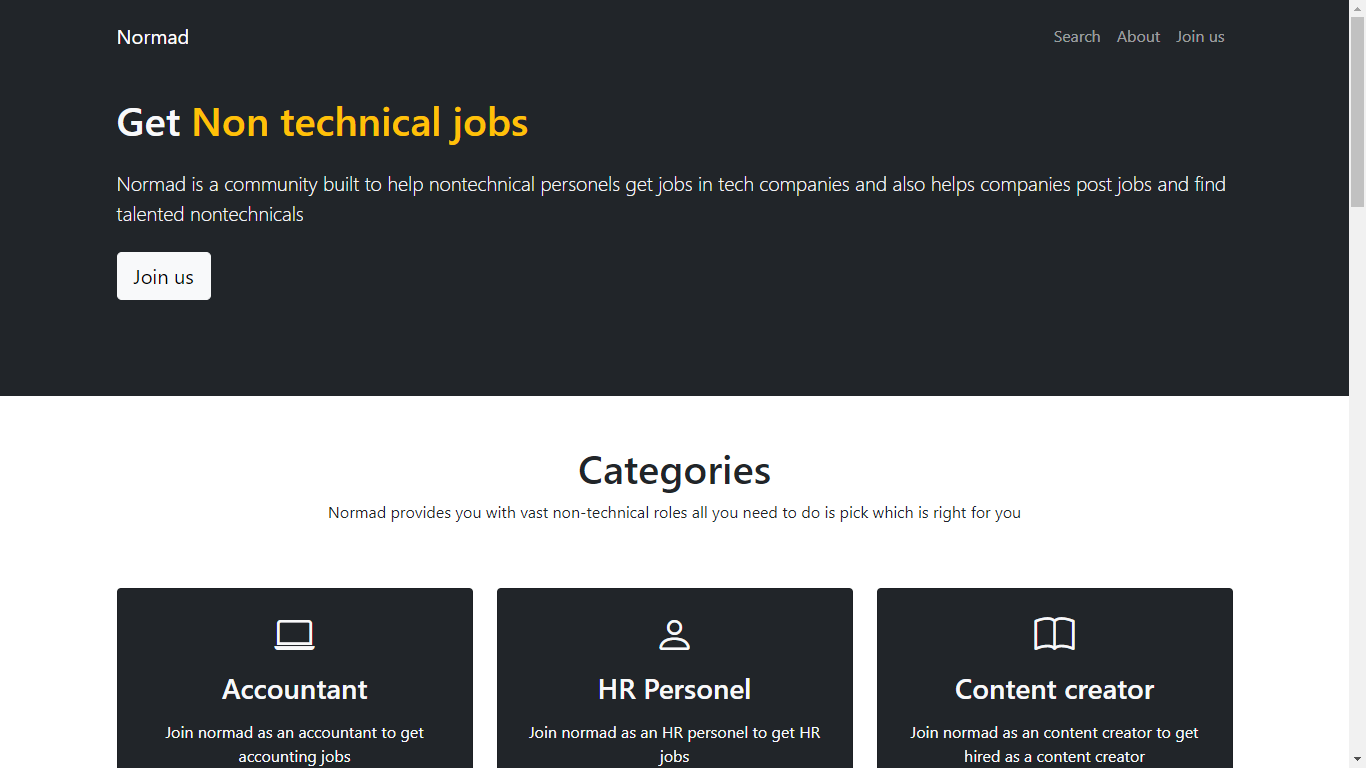 Normad
Search About Join us
Get Non technical jobs
Normad is a community built to help nontechnical personels get jobs in tech companies and also helps companies post jobs and find
talented nontechnicals
Join us
Categories
Normad provides you with vast non-technical roles all you need to do is pick which is right for you
Accountant
Join normad as an accountant to get
accounting jobs
HR Personel
Join normad as an HR personel to get HR
jobs
Content creator
Join normad as an content creator to get
hired as a content creator